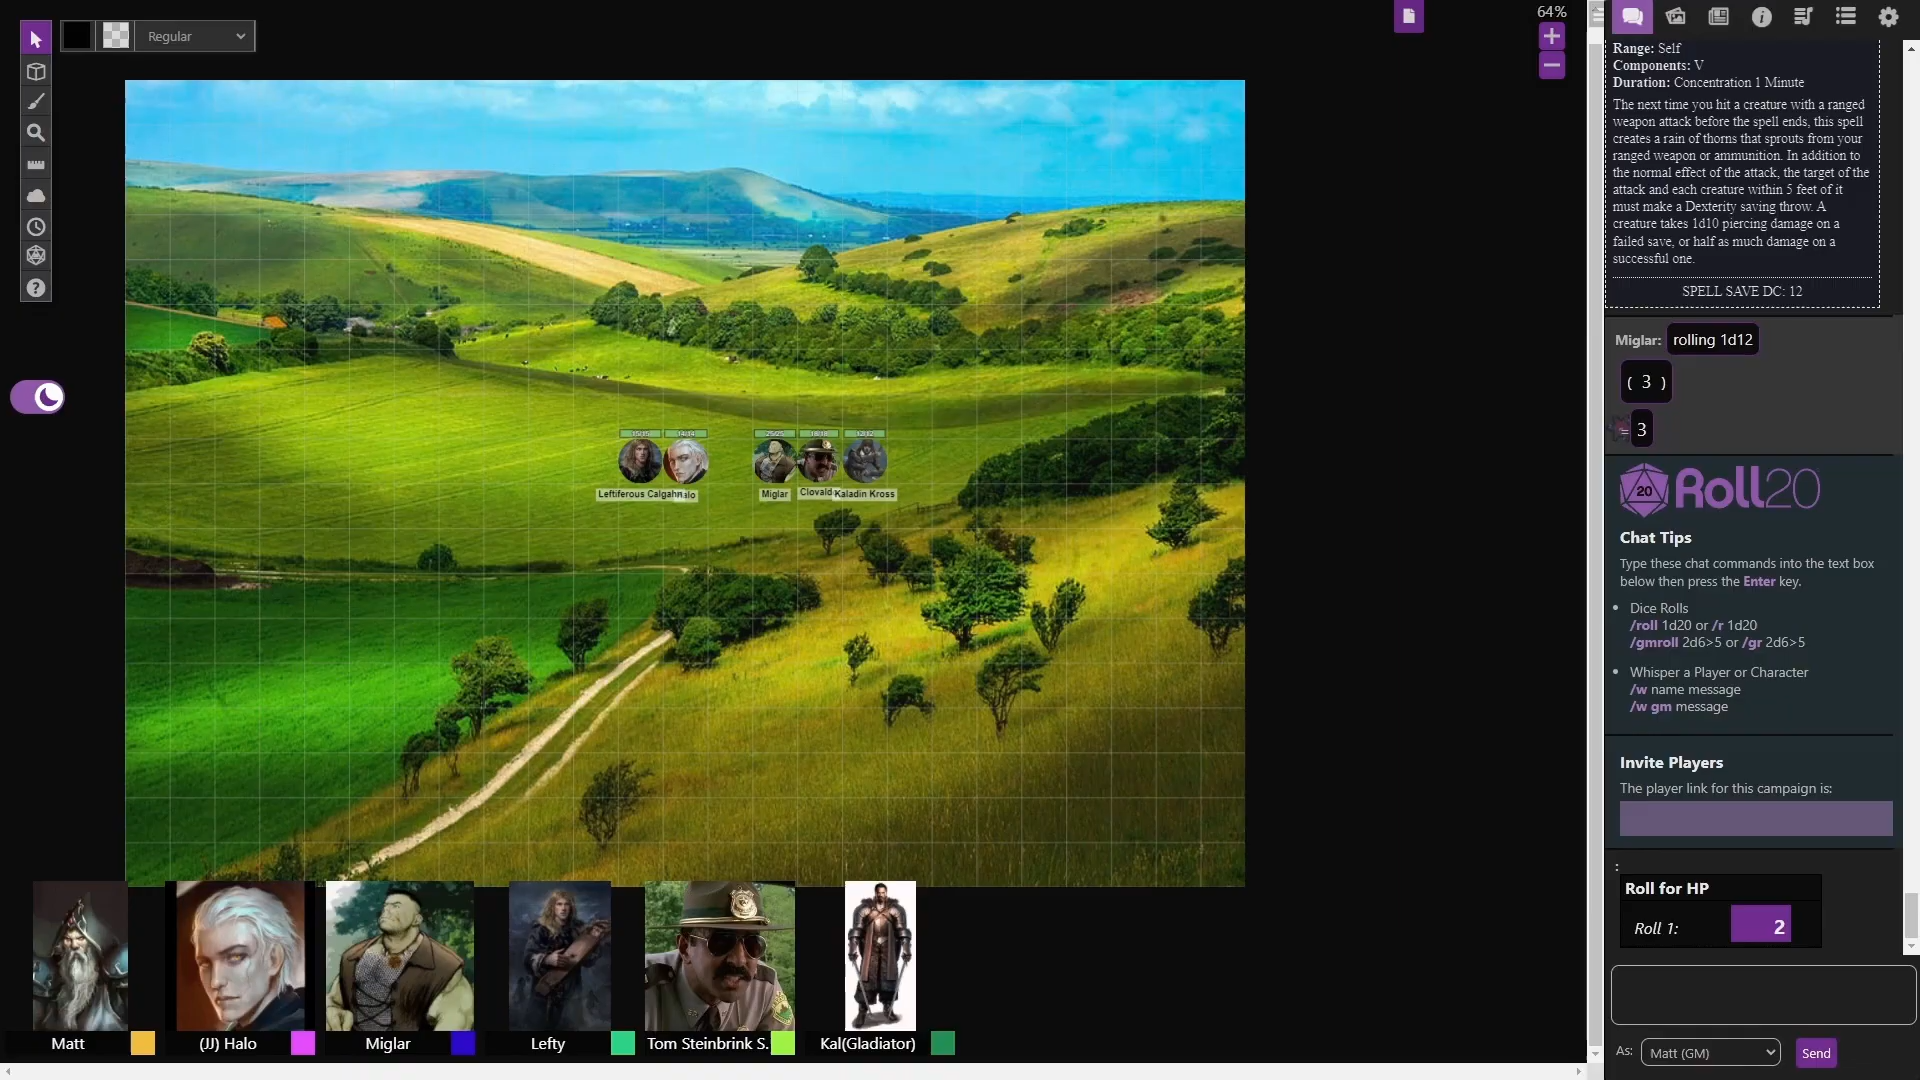 Regular
64%
Range: Self
Components: V
Duration: Concentration 1 Minute
The next time you hit a creature with a ranged
weapon attack before the spell ends, this spell
creates a rain of thorns that sprouts from your
ranged weapon or ammunition. In addition to
the normal effect of the attack, the target of the
attack and each creature within 5 feet of it
must make a Dexterity saving throw. A
creature takes 1d10 piercing damage on a
failed save, or half as much damage on a
successful one.
SPELL SAVE DC: 12
Miglar: rolling 1d12
( 3 )
= 3
20 Roll20
Chat Tips
Type these chat commands into the text box
below then press the Enter key.
• Dice Rolls
/roll 1d20 or /r 1d20
/gmroll 2d6>5 or /gr 2d6>5
• Whisper a Player or Character
/w name message
/w gm message
Invite Players
The player link for this campaign is:
:
Roll for HP
Roll 1: 2
As: Matt (GM) Send
Leftiferous Calgahn
Miglar
Kaladin Kross
Matt
(JJ) Halo
Miglar
Lefty
Tom Steinbrink S.
Kal(Gladiator)